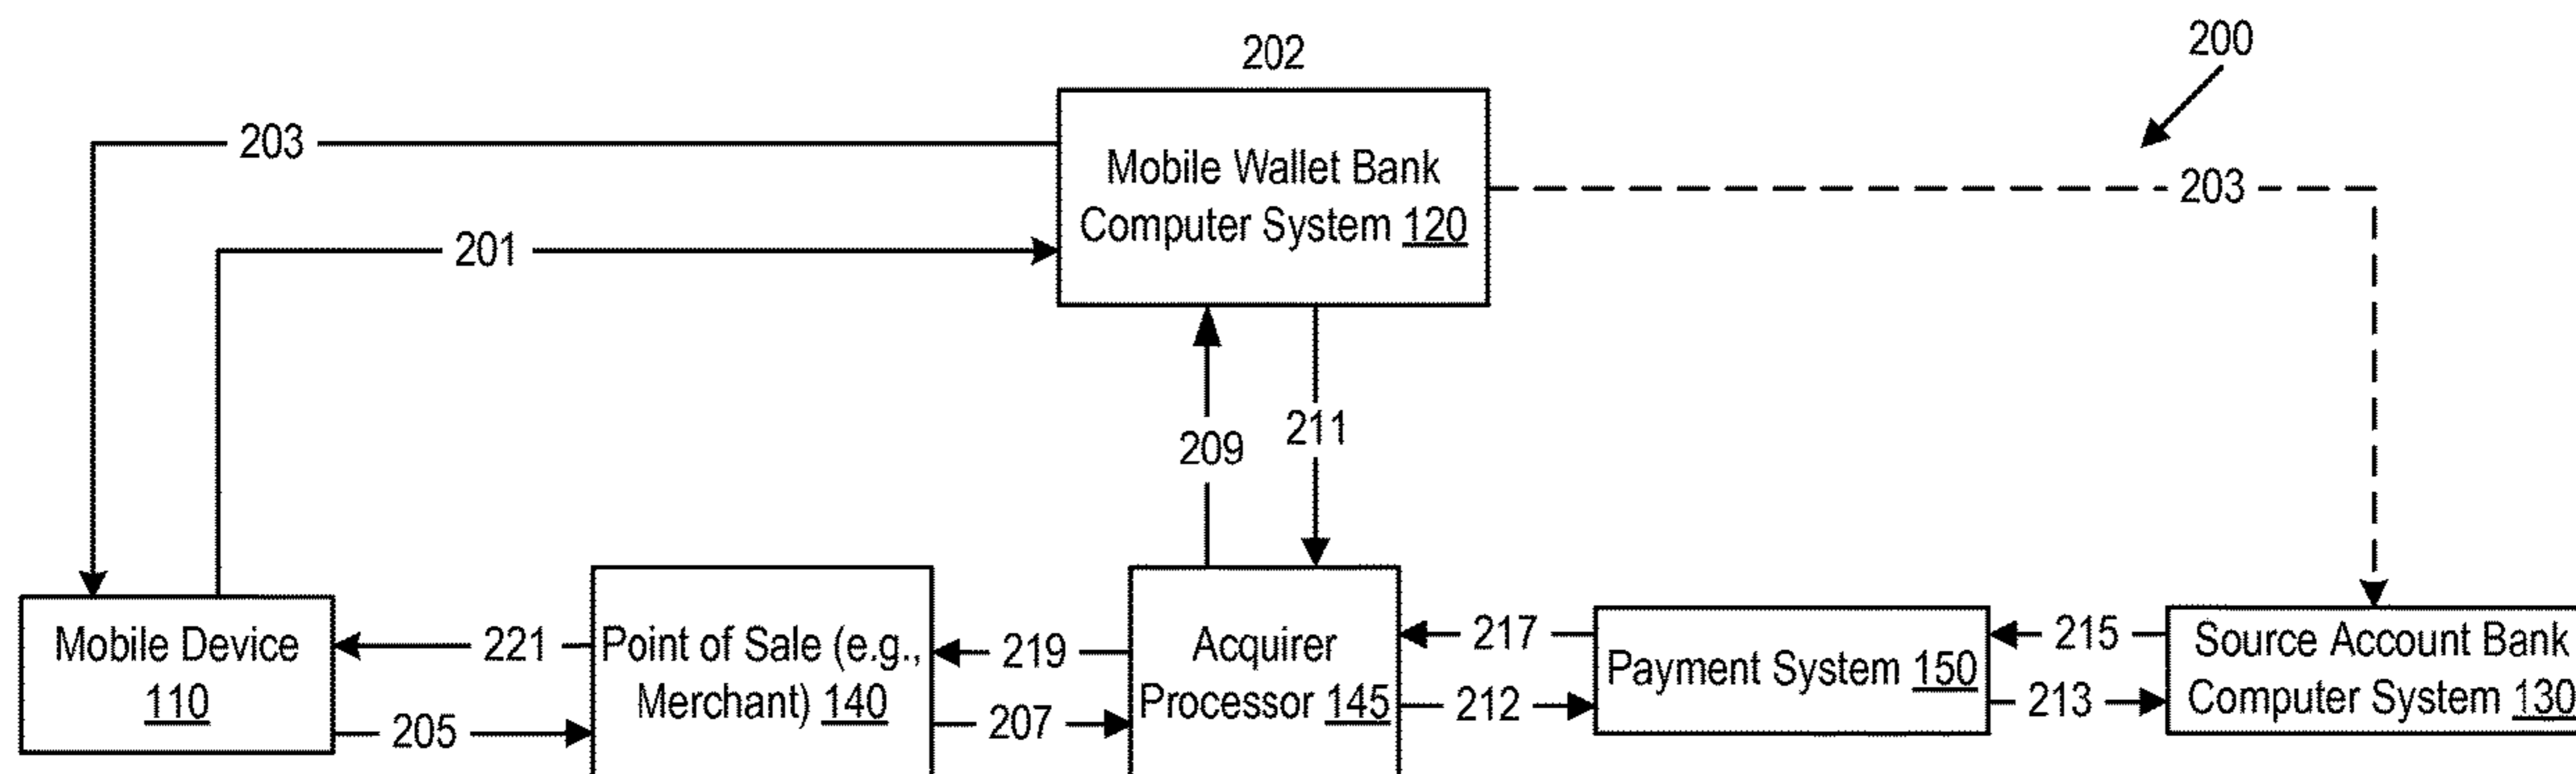 200
202
203
Mobile Wallet Bank
Computer System 120
203
201
209
211
Mobile Device
110
221
205
Point of Sale (e.g.,
Merchant) 140
219
207
Acquirer
Processor 145
217
212
Payment System 150
215
213
Source Account Bank
Computer System 130